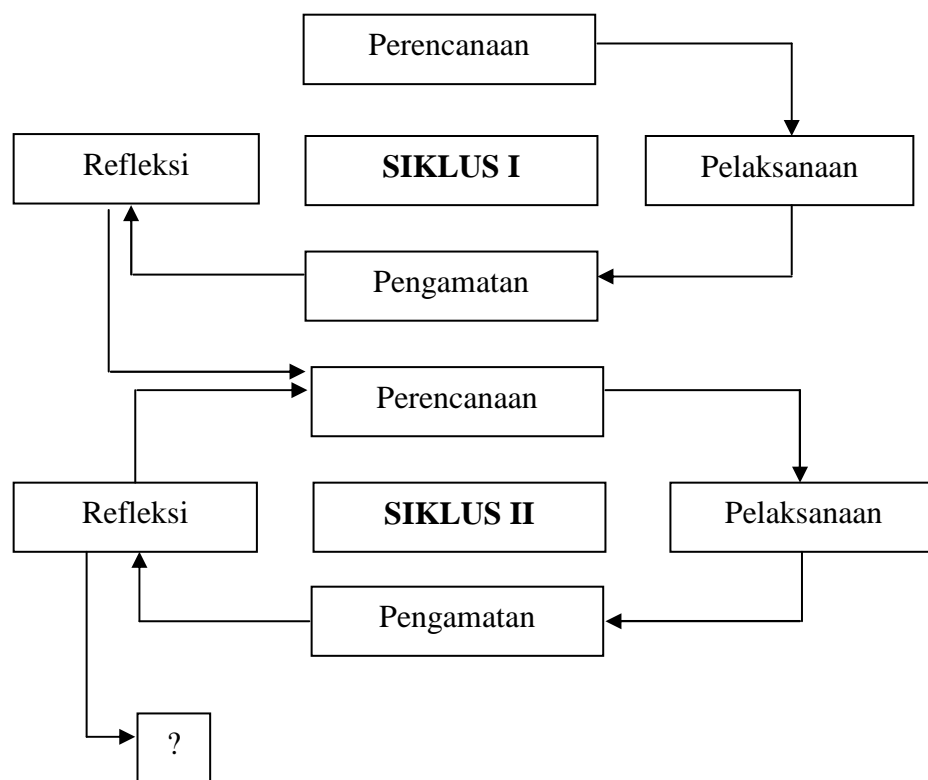 Perencanaan
Refleksi
SIKLUS I
Pelaksanaan
Pengamatan
Perencanaan
Refleksi
SIKLUS II
Pelaksanaan
Pengamatan
?